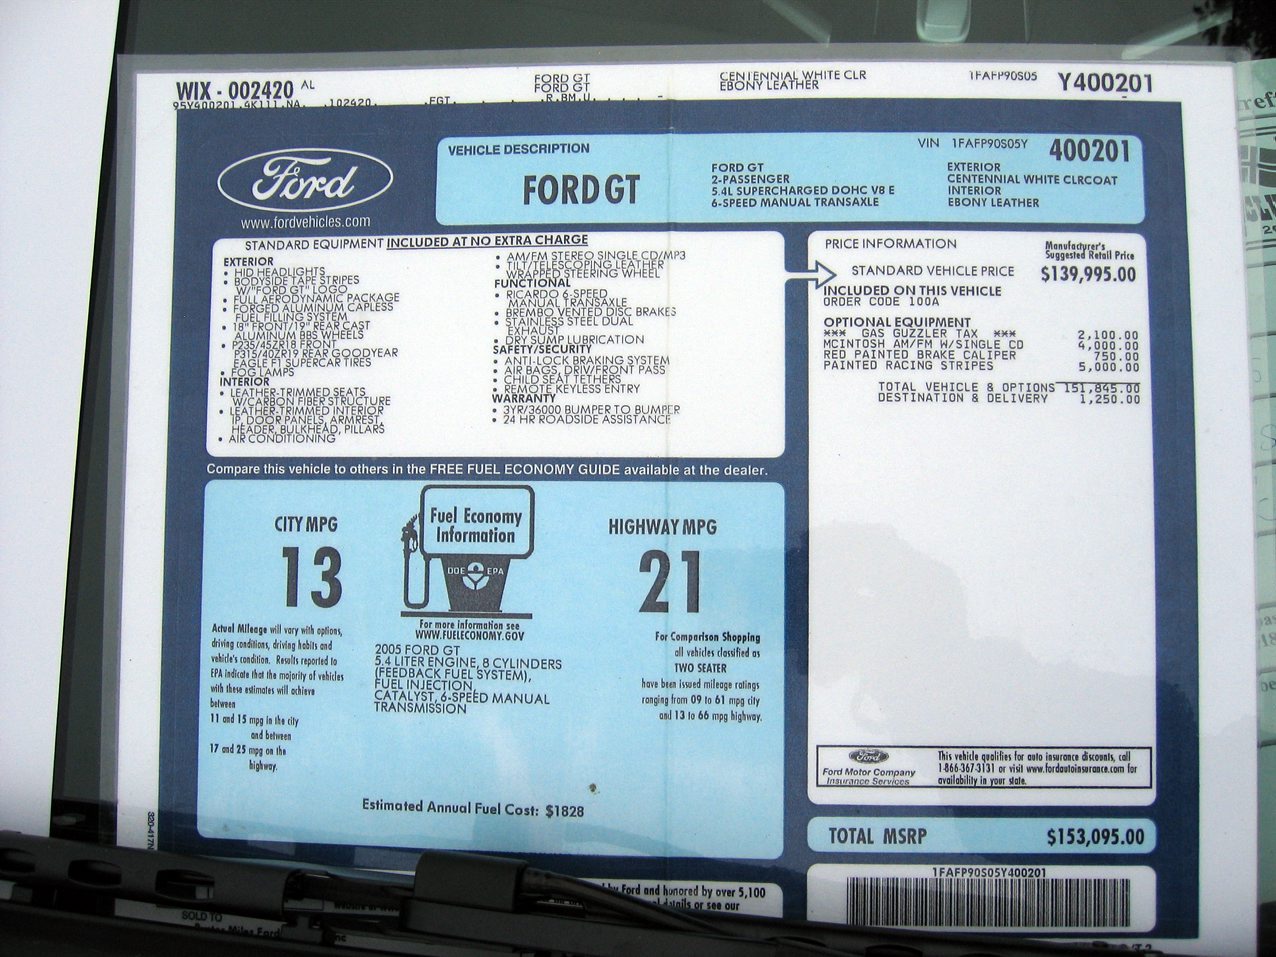 WIX - 002420 AL
FORD GT
CENTENNIAL WHITE CLR
EBONY LEATHER
1FAFP90S05
Y400201
95Y400201.4K111.NA. .102420. .FGT. .R.BM.U.
Ford
www.fordvehicles.com
VEHICLE DESCRIPTION
FORD GT
FORD GT
2-PASSENGER
5.4L SUPERCHARGED DOHC V8 E
6-SPEED MANUAL TRANSAXLE
VIN 1FAFP90S05Y 400201
EXTERIOR
CENTENNIAL WHITE CLRCOAT
INTERIOR
EBONY LEATHER
STANDARD EQUIPMENT INCLUDED AT NO EXTRA CHARGE
EXTERIOR
• HID HEADLIGHTS
• BODYSIDE TAPE STRIPES
W/"FORD GT" LOGO
• FULL AERODYNAMIC PACKAGE
• FORGED ALUMINUM CAPLESS
FUEL FILLING SYSTEM
• 18" FRONT/19" REAR CAST
ALUMINUM BBS WHEELS
• P235/45ZR18 FRONT
P315/40ZR19 REAR GOODYEAR
EAGLE F1 SUPERCAR TIRES
• FOG LAMPS
INTERIOR
• LEATHER-TRIMMED SEATS
W/CARBON FIBER STRUCTURE
• LEATHER-TRIMMED INTERIOR
IP, DOOR PANELS, ARMREST,
HEADER, BULKHEAD, PILLARS
• AIR CONDITIONING
• AM/FM STEREO SINGLE CD/MP3
• TILT/TELESCOPING LEATHER
WRAPPED STEERING WHEEL
FUNCTIONAL
• RICARDO 6-SPEED
MANUAL TRANSAXLE
• BREMBO VENTED DISC BRAKES
• STAINLESS STEEL DUAL
EXHAUST
• DRY SUMP LUBRICATION
SAFETY/SECURITY
• ANTI-LOCK BRAKING SYSTEM
• AIR BAGS, DRIV/FRONT PASS
• CHILD SEAT TETHERS
• REMOTE KEYLESS ENTRY
WARRANTY
• 3YR/36000 BUMPER TO BUMPER
• 24 HR ROADSIDE ASSISTANCE
PRICE INFORMATION
Manufacturer's
Suggested Retail Price
STANDARD VEHICLE PRICE $139,995.00
INCLUDED ON THIS VEHICLE
ORDER CODE 100A
OPTIONAL EQUIPMENT
*** GAS GUZZLER TAX *** 2,100.00
MCINTOSH AM/FM W/SINGLE CD 4,000.00
RED PAINTED BRAKE CALIPER 750.00
PAINTED RACING STRIPES 5,000.00
TOTAL VEHICLE & OPTIONS 151,845.00
DESTINATION & DELIVERY 1,250.00
Compare this vehicle to others in the FREE FUEL ECONOMY GUIDE available at the dealer.
CITY MPG
13
Fuel Economy
Information
DOE EPA
HIGHWAY MPG
21
For more information see
WWW.FUELECONOMY.GOV
Actual Mileage will vary with options,
driving conditions, driving habits and
vehicle's condition. Results reported to
EPA indicate that the majority of vehicles
with these estimates will achieve
between
11 and 15 mpg in the city
and between
17 and 25 mpg on the
highway.
2005 FORD GT
5.4 LITER ENGINE, 8 CYLINDERS
(FEEDBACK FUEL SYSTEM),
FUEL INJECTION,
CATALYST, 6-SPEED MANUAL
TRANSMISSION
For Comparison Shopping
all vehicles classified as
TWO SEATER
have been issued mileage ratings
ranging from 09 to 61 mpg city
and 13 to 66 mpg highway.
Estimated Annual Fuel Cost: $1828
Ford
Ford Motor Company
Insurance Services
This vehicle qualifies for auto insurance discounts, call
1-866-367-3131 or visit www.fordautoinsurance.com for
availability in your state.
TOTAL MSRP $153,095.00
1FAFP90S05Y400201
by Ford and honored by over 5,100
details or see our
SOLD TO